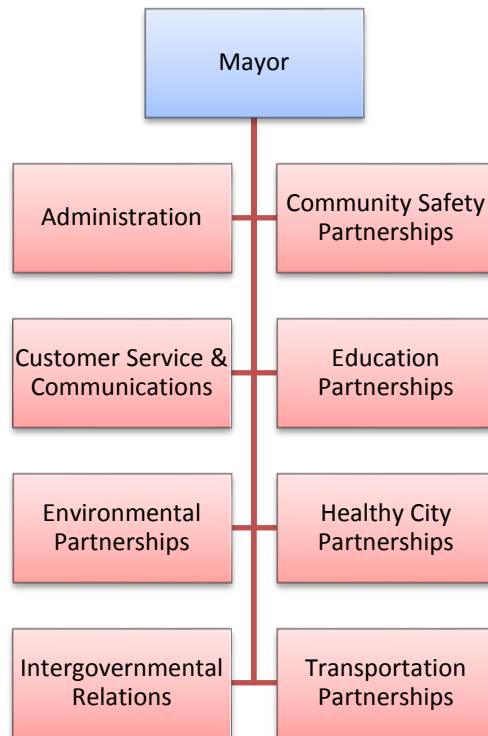 Mayor
Administration
Community Safety
Partnerships
Customer Service &
Communications
Education
Partnerships
Environmental
Partnerships
Healthy City
Partnerships
Intergovernmental
Relations
Transportation
Partnerships